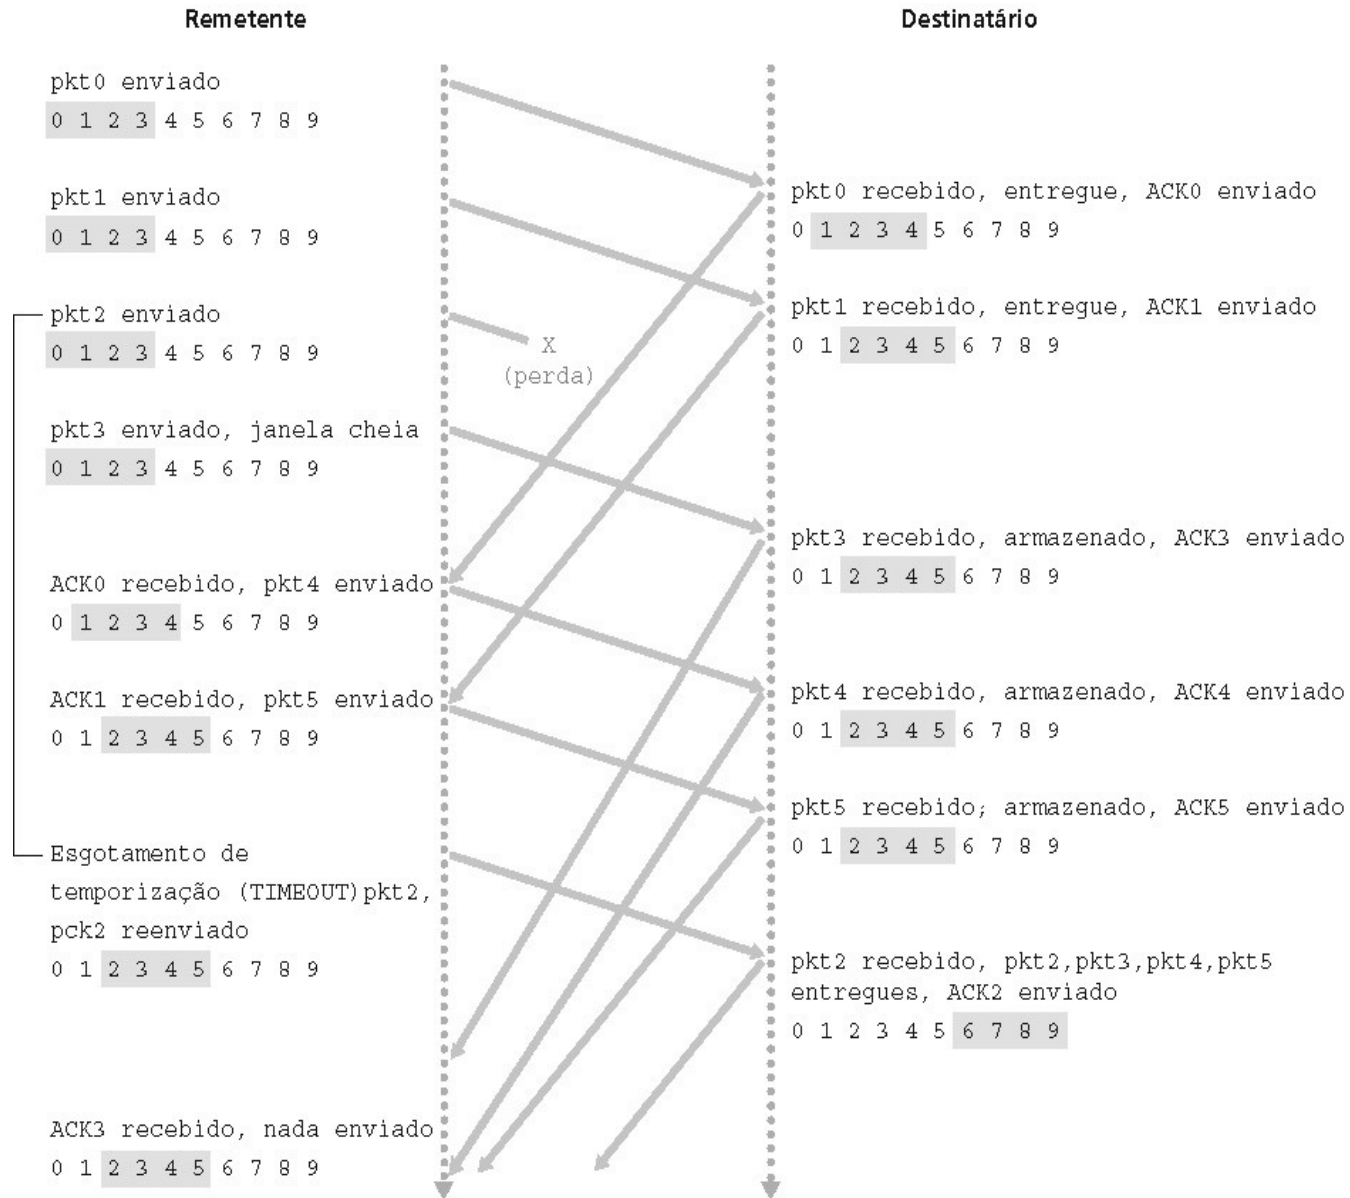 Remetente
Destinatário
pkt0 enviado
0 1 2 3 4 5 6 7 8 9
pkt1 enviado
0 1 2 3 4 5 6 7 8 9
pkt2 enviado
0 1 2 3 4 5 6 7 8 9
pkt3 enviado, janela cheia
0 1 2 3 4 5 6 7 8 9
ACK0 recebido, pkt4 enviado
0 1 2 3 4 5 6 7 8 9
ACK1 recebido, pkt5 enviado
0 1 2 3 4 5 6 7 8 9
Esgotamento de
temporização (TIMEOUT)pkt2,
pck2 reenviado
0 1 2 3 4 5 6 7 8 9
ACK3 recebido, nada enviado
0 1 2 3 4 5 6 7 8 9
X
(perda)
pkt0 recebido, entregue, ACK0 enviado
0 1 2 3 4 5 6 7 8 9
pkt1 recebido, entregue, ACK1 enviado
0 1 2 3 4 5 6 7 8 9
pkt3 recebido, armazenado, ACK3 enviado
0 1 2 3 4 5 6 7 8 9
pkt4 recebido, armazenado, ACK4 enviado
0 1 2 3 4 5 6 7 8 9
pkt5 recebido; armazenado, ACK5 enviado
0 1 2 3 4 5 6 7 8 9
pkt2 recebido, pkt2,pkt3,pkt4,pkt5
entregues, ACK2 enviado
0 1 2 3 4 5 6 7 8 9